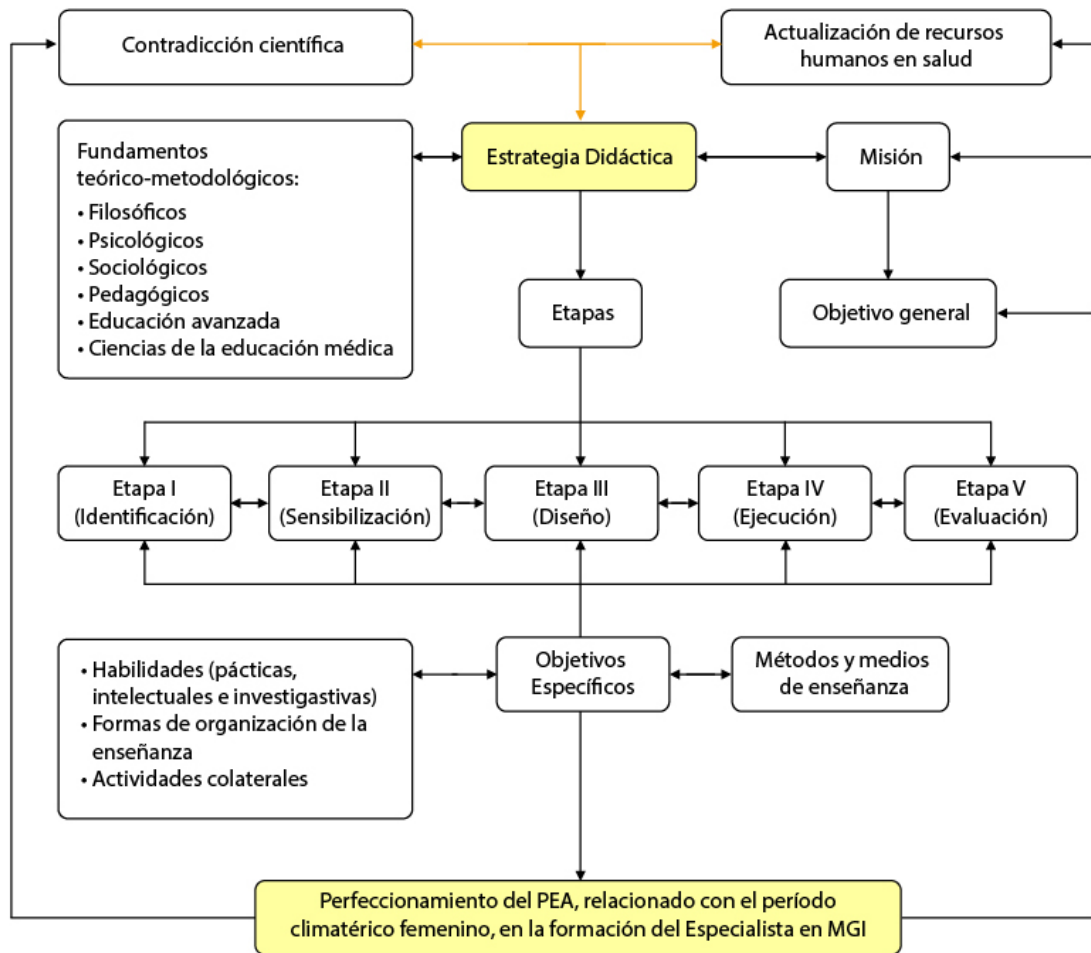 Contradicción científica
Actualización de recursos
humanos en salud
Fundamentos
teórico-metodológicos:
• Filosóficos
• Psicológicos
• Sociológicos
• Pedagógicos
• Educación avanzada
• Ciencias de la educación médica
Estrategia Didáctica
Misión
Etapas
Objetivo general
Etapa I
(Identificación)
Etapa II
(Sensibilización)
Etapa III
(Diseño)
Etapa IV
(Ejecución)
Etapa V
(Evaluación)
• Habilidades (pácticas,
intelectuales e investigastivas)
• Formas de organización de la
enseñanza
• Actividades colaterales
Objetivos
Específicos
Métodos y medios
de enseñanza
Perfeccionamiento del PEA, relacionado con el período
climatérico femenino, en la formación del Especialista en MGI